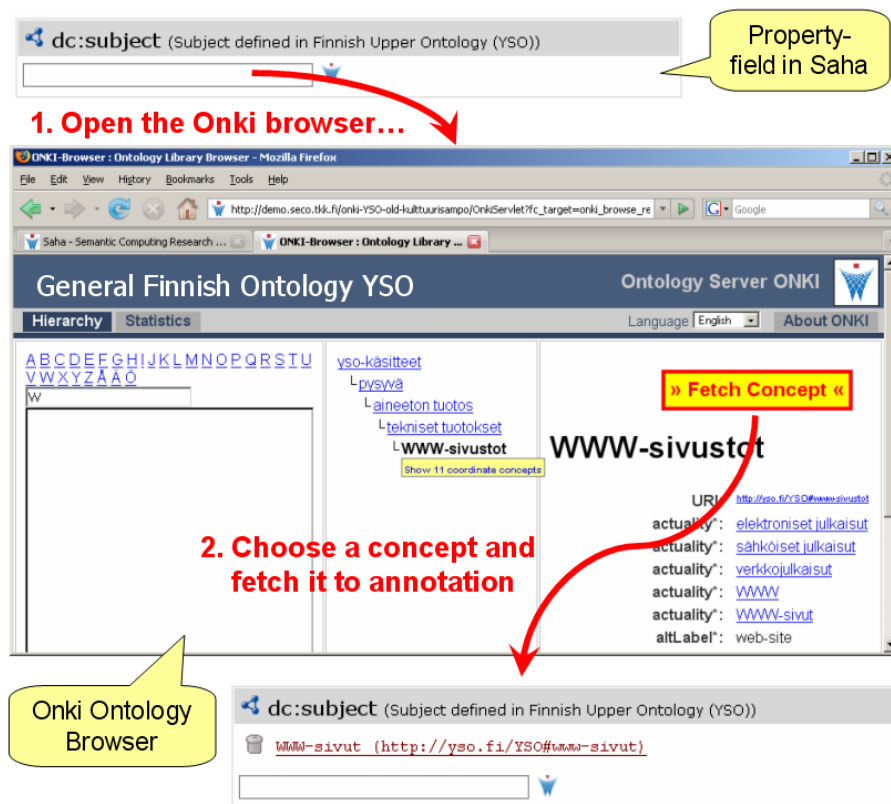 dc:subject (Subject defined in Finnish Upper Ontology (YSO))
Property-
field in Saha
1. Open the Onki browser...
ONKI-Browser : Ontology Library Browser - Mozilla Firefox
File Edit View History Bookmarks Tools Help
http://demo.seco.tkk.fi/onki-YSO-old-kulttuurisampo/OnkiServlet?fc_target=onki_browse_re
G Google
Saha - Semantic Computing Research ...
ONKI-Browser : Ontology Library ...
General Finnish Ontology YSO
Ontology Server ONKI
Hierarchy Statistics
Language English
About ONKI
A B C D E F G H I J K L M N O P Q R S T U
V W X Y Z Å Ä Ö
W
yso-käsitteet
pysyvä
aineeton tuotos
tekniset tuotokset
WWW-sivustot
Show 11 coordinate concepts
» Fetch Concept «
WWW-sivustot
URI: http://yso.fi/YSO#www-sivustot
actuality*: elektroniset julkaisut
actuality*: sähköiset julkaisut
actuality*: verkkojulkaisut
actuality*: WWW
actuality*: WWW-sivut
altLabel*: web-site
2. Choose a concept and
fetch it to annotation
Onki Ontology
Browser
dc:subject (Subject defined in Finnish Upper Ontology (YSO))
WWW-sivut (http://yso.fi/YSO#www-sivut)